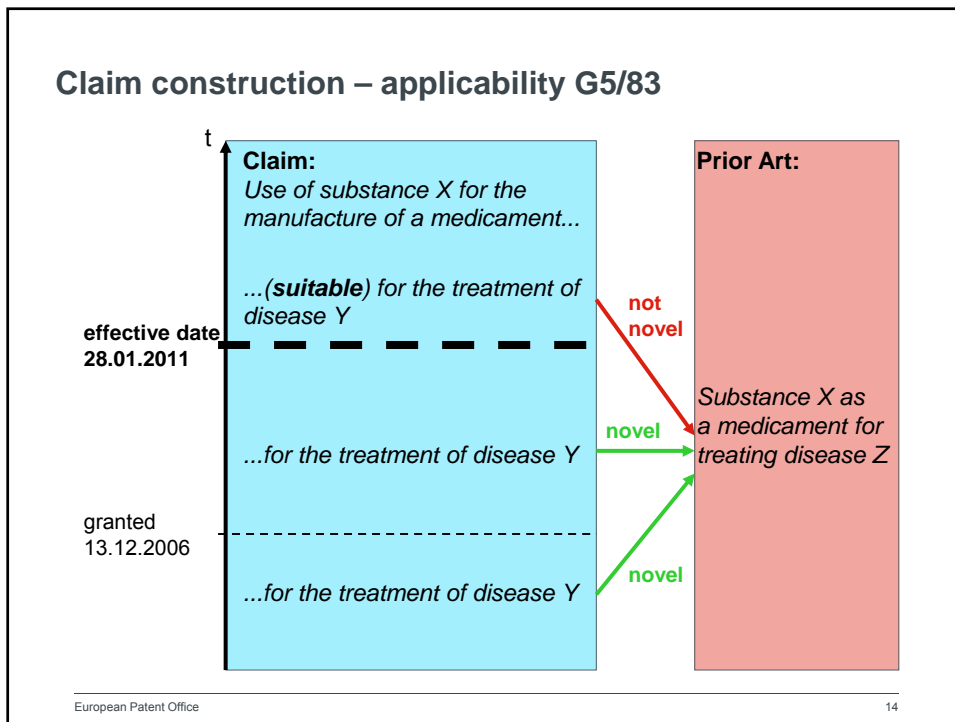 Claim construction – applicability G5/83
t
Claim:
Use of substance X for the
manufacture of a medicament...
...(suitable) for the treatment of
disease Y
effective date
28.01.2011
...for the treatment of disease Y
granted
13.12.2006
...for the treatment of disease Y
not
novel
novel
novel
Prior Art:
Substance X as
a medicament for
treating disease Z
European Patent Office
14